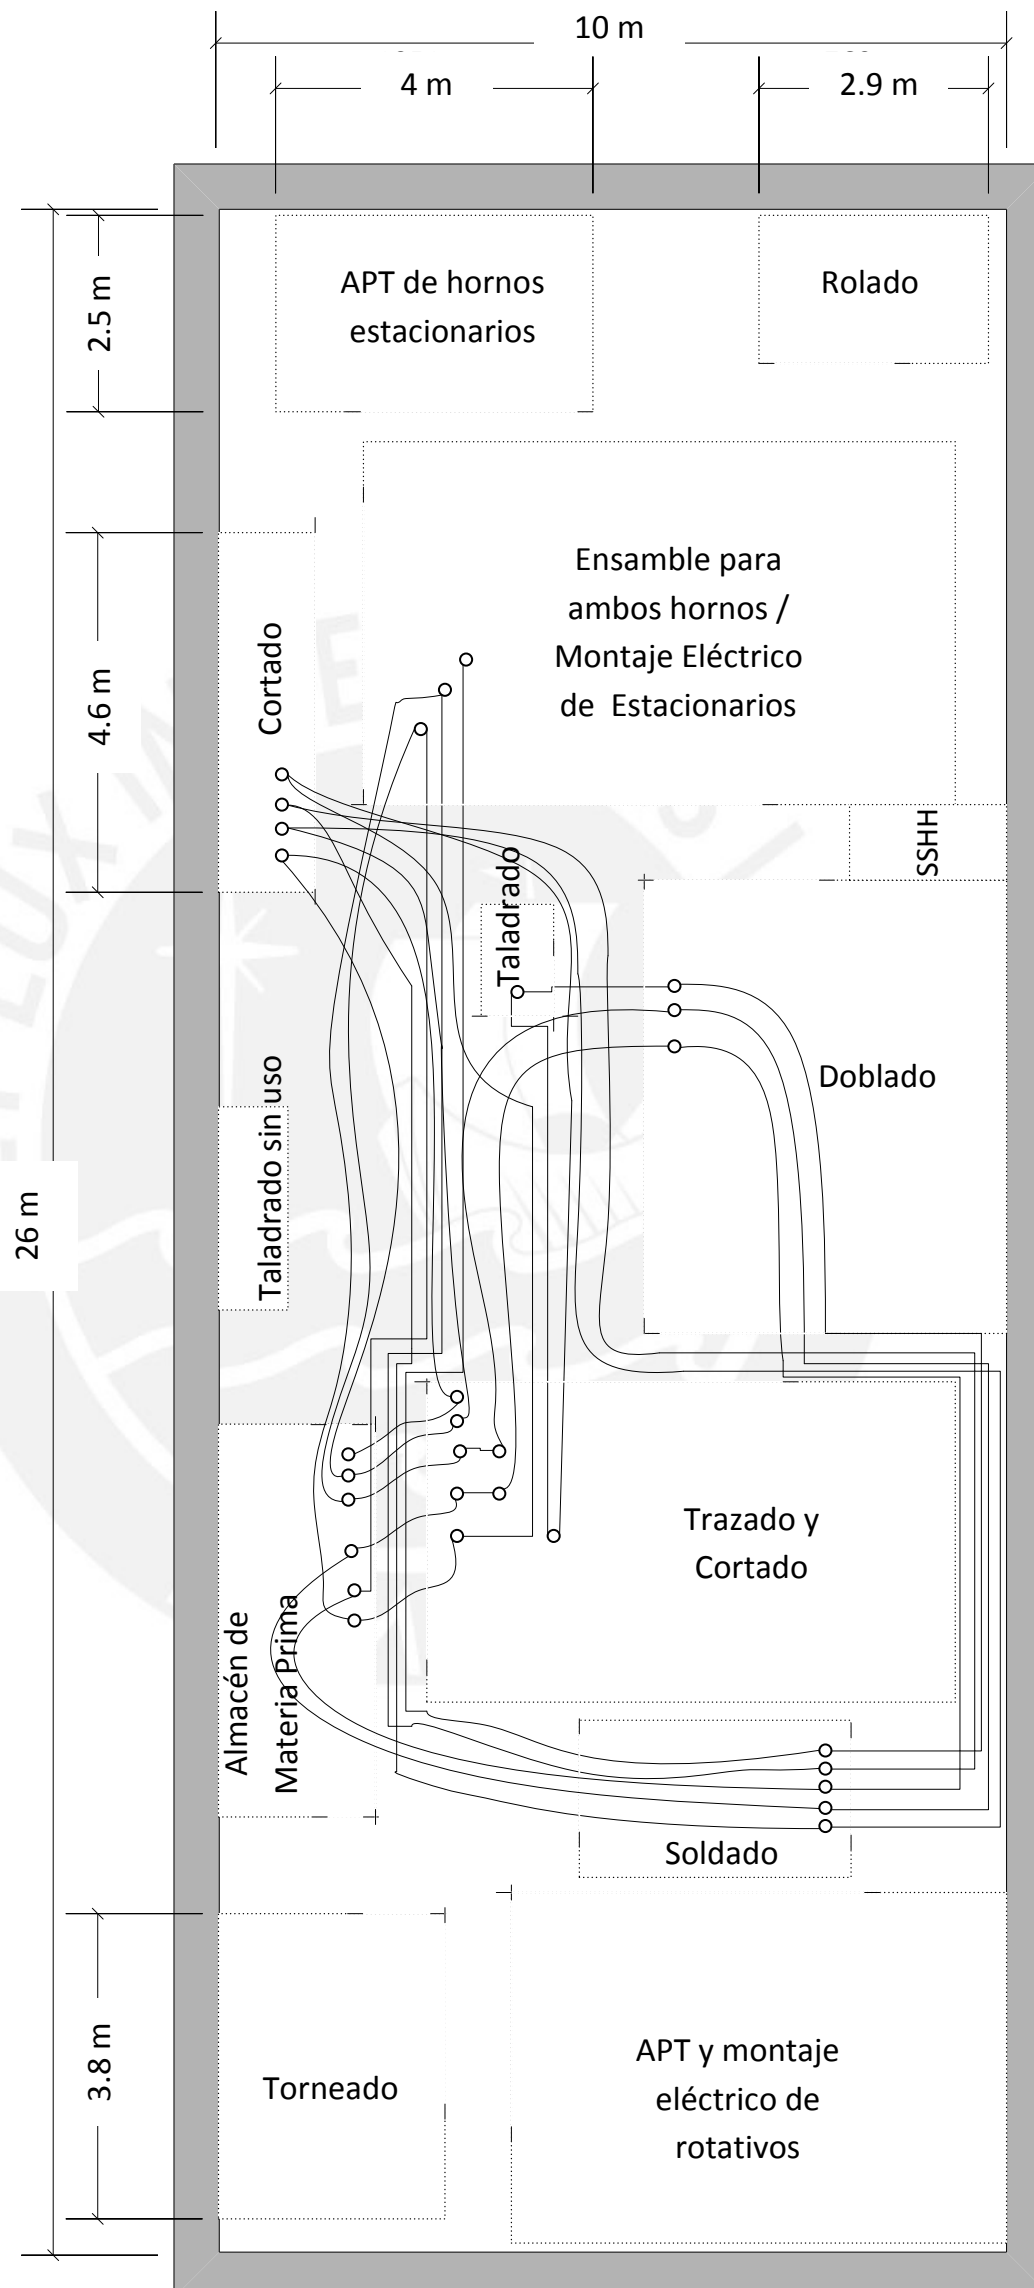 10 m
4 m
2.9 m
2.5 m
APT de hornos
estacionarios
Rolado
4.6 m
Cortado
Ensamble para
ambos hornos /
Montaje Eléctrico
de Estacionarios
SSHH
Taladrado
Doblado
Taladrado sin uso
26 m
Trazado y
Cortado
Almacén de
Materia Prima
Soldado
3.8 m
Torneado
APT y montaje
eléctrico de
rotativos